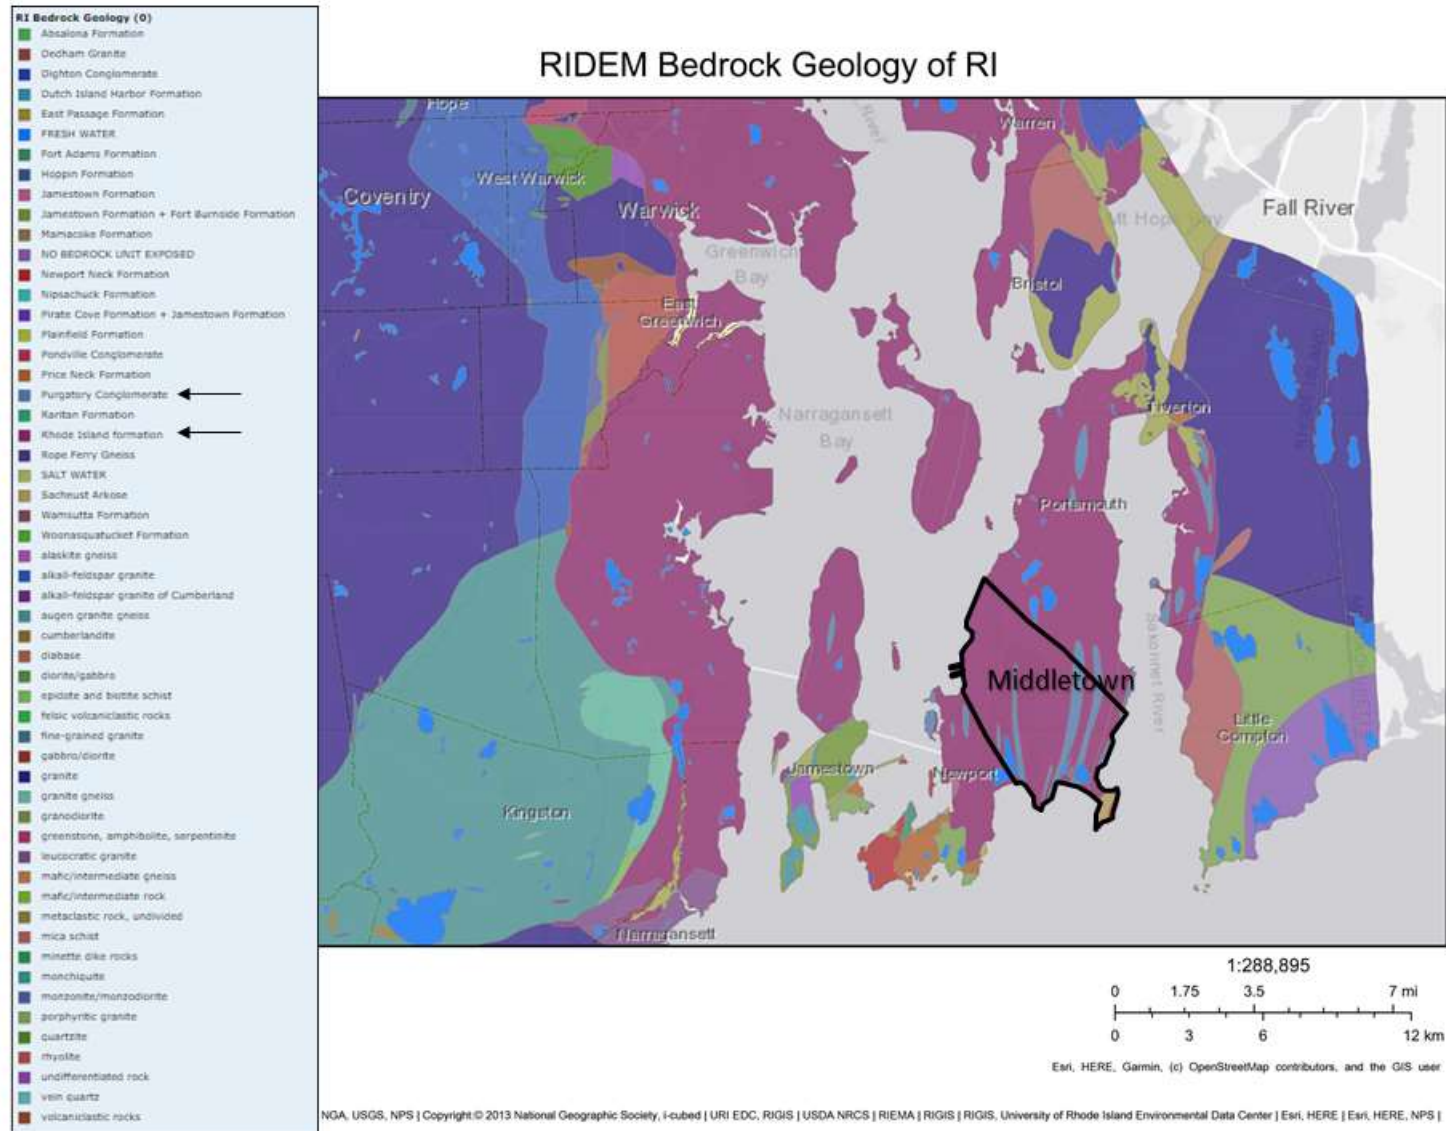 RI Bedrock Geology (0)
Absalona Formation
Dedham Granite
Dighton Conglomerate
Dutch Island Harbor Formation
East Passage Formation
FRESH WATER
Fort Adams Formation
Hoppin Formation
Jamestown Formation
Jamestown Formation + Fort Burnside Formation
Mamacoke Formation
NO BEDROCK UNIT EXPOSED
Newport Neck Formation
Nipsachuck Formation
Pirate Cove Formation + Jamestown Formation
Plainfield Formation
Pondville Conglomerate
Price Neck Formation
Purgatory Conglomerate
Raritan Formation
Rhode Island formation
Rope Ferry Gneiss
SALT WATER
Sacheust Arkose
Wamsutta Formation
Woonasquatucket Formation
alaskite gneiss
alkali-feldspar granite
alkali-feldspar granite of Cumberland
augen granite gneiss
cumberlandite
diabase
diorite/gabbro
epidote and biotite schist
felsic volcaniclastic rocks
fine-grained granite
gabbro/diorite
granite
granite gneiss
granodiorite
greenstone, amphibolite, serpentinite
leucocratic granite
mafic/intermediate gneiss
mafic/intermediate rock
metaclastic rock, undivided
mica schist
minette dike rocks
monchiquite
monzonite/monzodiorite
porphyritic granite
quartzite
rhyolite
undifferentiated rock
vein quartz
volcaniclastic rocks
RIDEM Bedrock Geology of RI
Hope
River
Warren
West Warwick
Coventry
Warwick
Fall River
Mt Hope Bay
Greenwich
Bay
Bristol
East
Greenwich
Narragansett
Bay
Tiverton
Portsmouth
Sakonnet River
Middletown
Little
Compton
Jamestown
Newport
Kingston
Narragansett
1:288,895
0 1.75 3.5 7 mi
0 3 6 12 km
Esri, HERE, Garmin, (c) OpenStreetMap contributors, and the GIS user
NGA, USGS, NPS | Copyright:© 2013 National Geographic Society, i-cubed | URI EDC, RIGIS | USDA NRCS | RIEMA | RIGIS | RIGIS, University of Rhode Island Environmental Data Center | Esri, HERE | Esri, HERE, NPS |